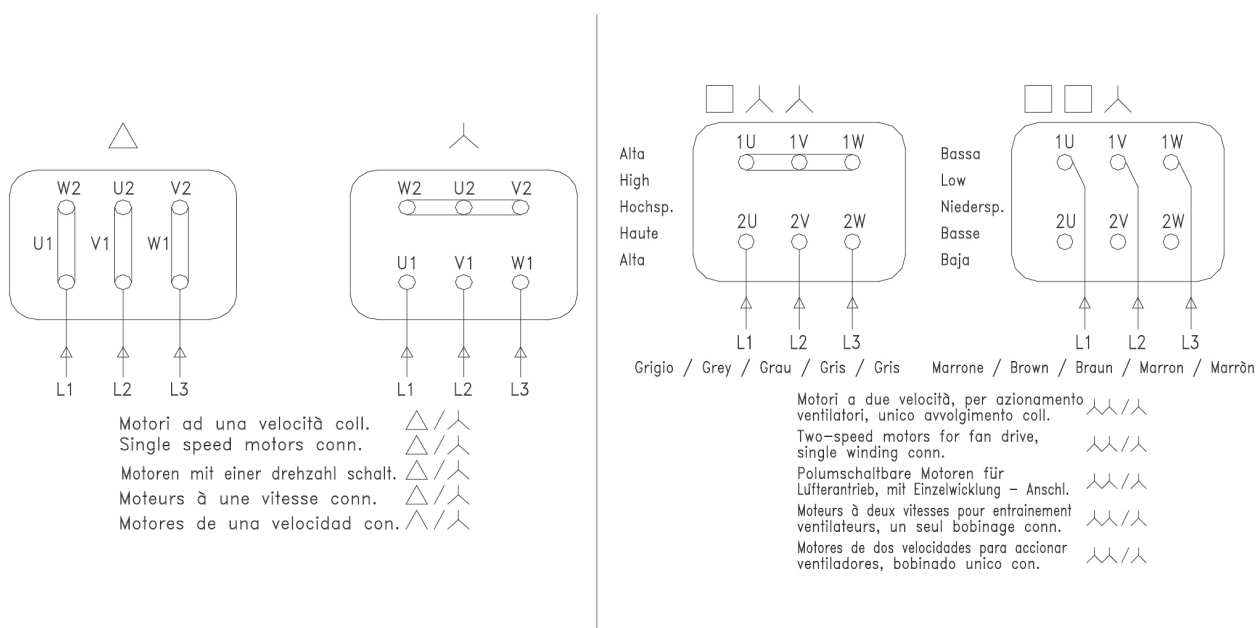 W2 U2 V2
U1 V1 W1
L1 L2 L3
W2 U2 V2
U1 V1 W1
L1 L2 L3
Motori ad una velocità coll.
Single speed motors conn.
Motoren mit einer drehzahl schalt.
Moteurs à une vitesse conn.
Motores de una velocidad con.
Alta
High
Hochsp.
Haute
Alta
1U 1V 1W
2U 2V 2W
L1 L2 L3
Grigio / Grey / Grau / Gris / Gris
Bassa
Low
Niedersp.
Basse
Baja
1U 1V 1W
2U 2V 2W
L1 L2 L3
Marrone / Brown / Braun / Marron / Marròn
Motori a due velocità, per azionamento
ventilatori, unico avvolgimento coll.
Two-speed motors for fan drive,
single winding conn.
Polumschaltbare Motoren für
Lüfterantrieb, mit Einzelwicklung - Anschl.
Moteurs à deux vitesses pour entrainement
ventilateurs, un seul bobinage conn.
Motores de dos velocidades para accionar
ventiladores, bobinado unico con.